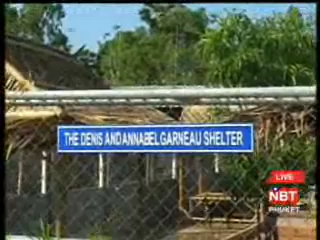 THE DENIS AND ANNABEL GARNEAU SHELTER
LIVE
NBT
PHUKET